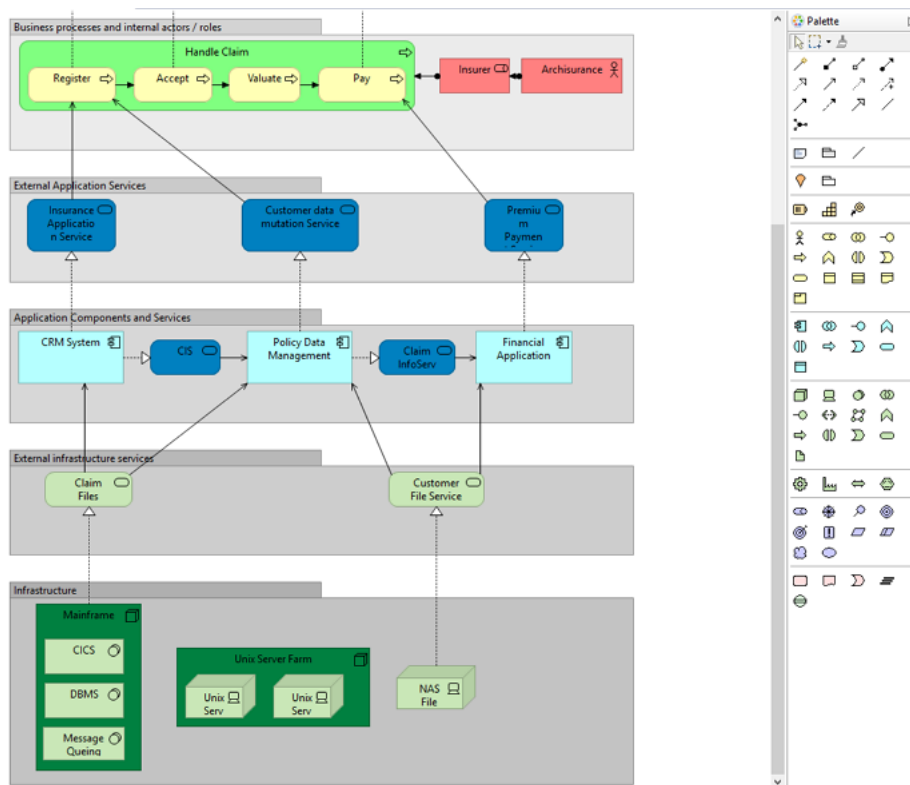 Business processes and internal actors / roles
Palette
Handle Claim
Register
Accept
Valuate
Pay
Insurer
Archisurance
External Application Services
Insurance
Applicatio
n Service
Customer data
mutation Service
Premiu
m
Paymen
Application Components and Services
CRM System
CIS
Policy Data
Management
Claim
InfoServ
Financial
Application
External infrastructure services
Claim
Files
Customer
File Service
Infrastructure
Mainframe
CICS
DBMS
Message
Queing
Unix Server Farm
Unix
Serv
Unix
Serv
NAS
File